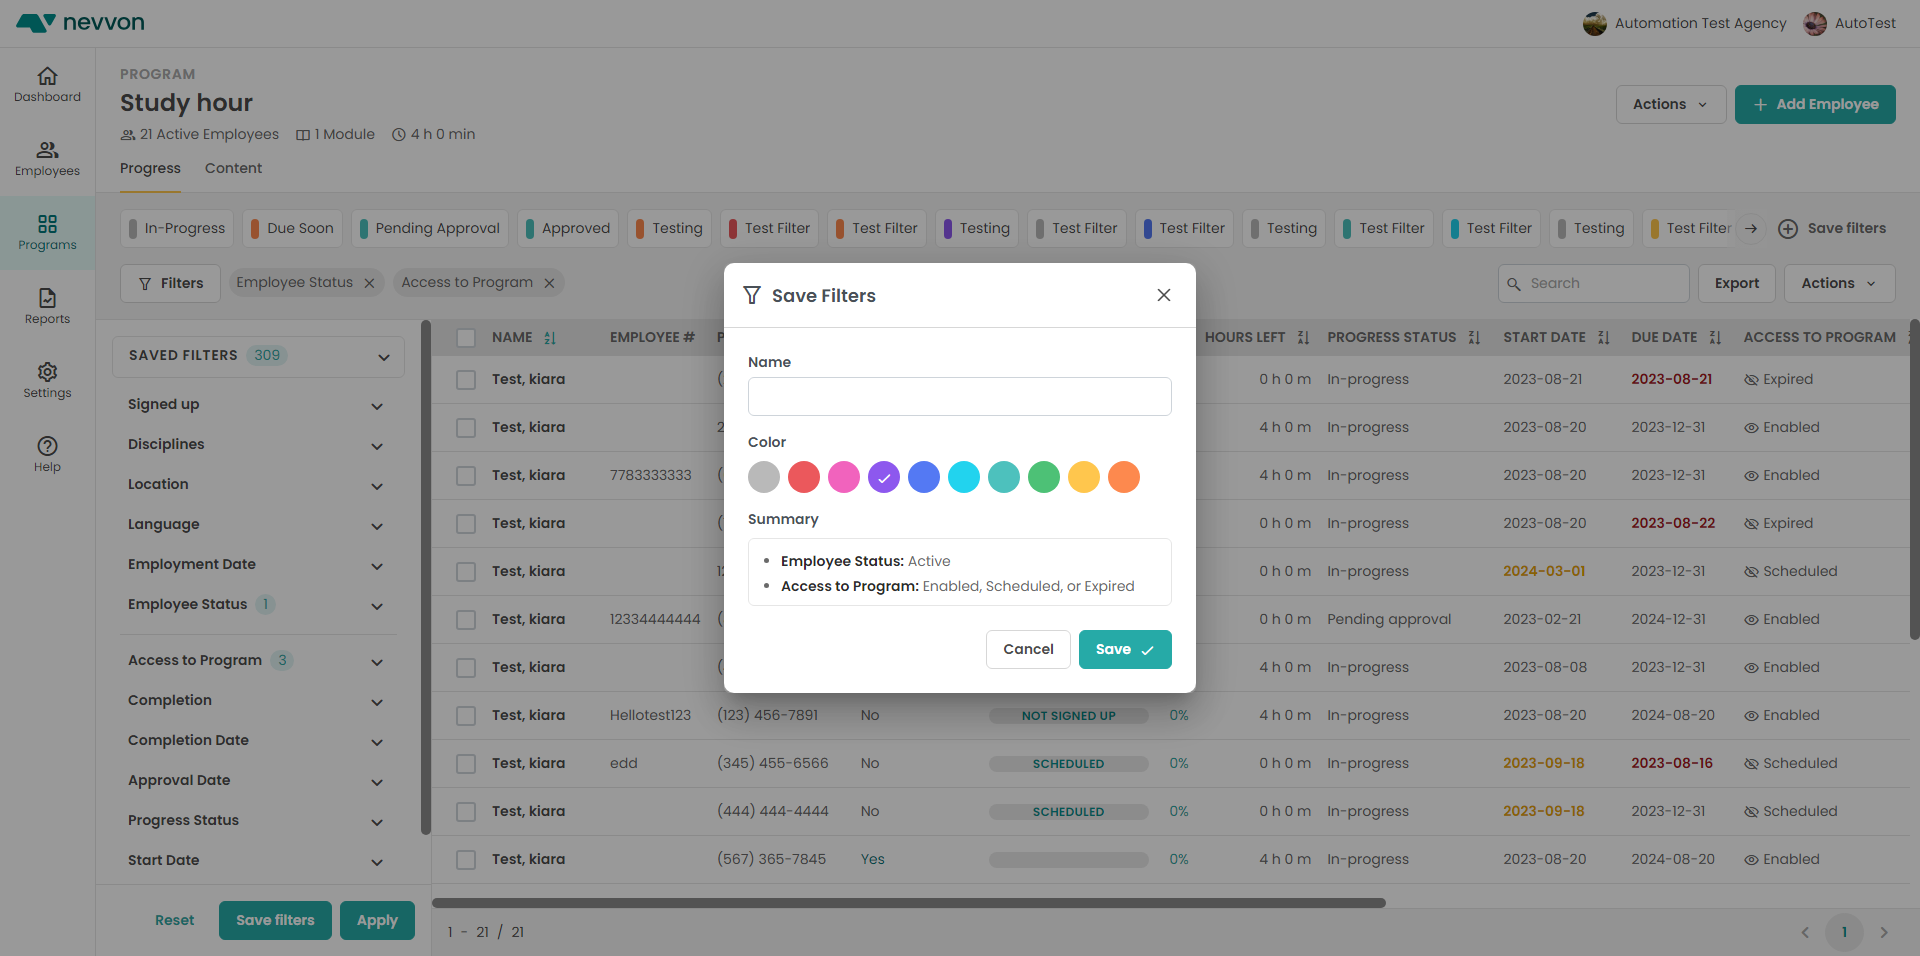 nevvon
Automation Test Agency
AutoTest
Dashboard
Employees
Programs
Reports
Settings
Help
PROGRAM
Study hour
21 Active Employees 1 Module 4 h 0 min
Actions
+ Add Employee
Progress Content
In-Progress Due Soon Pending Approval Approved Testing Test Filter Test Filter Testing Test Filter Test Filter Testing Test Filter Test Filter Testing Test Filter Save filters
Filters Employee Status Access to Program
Search Export Actions
SAVED FILTERS 309
Signed up
Disciplines
Location
Language
Employment Date
Employee Status 1
Access to Program 3
Completion
Completion Date
Approval Date
Progress Status
Start Date
Reset Save filters Apply
NAME EMPLOYEE # HOURS LEFT PROGRESS STATUS START DATE DUE DATE ACCESS TO PROGRAM
Test, kiara 0 h 0 m In-progress 2023-08-21 2023-08-21 Expired
Test, kiara 4 h 0 m In-progress 2023-08-20 2023-12-31 Enabled
Test, kiara 7783333333 4 h 0 m In-progress 2023-08-20 2023-12-31 Enabled
Test, kiara 0 h 0 m In-progress 2023-08-20 2023-08-22 Expired
Test, kiara 0 h 0 m In-progress 2024-03-01 2023-12-31 Scheduled
Test, kiara 12334444444 0 h 0 m Pending approval 2023-02-21 2024-12-31 Enabled
Test, kiara 4 h 0 m In-progress 2023-08-08 2023-12-31 Enabled
Test, kiara Hellotest123 (123) 456-7891 No NOT SIGNED UP 0% 4 h 0 m In-progress 2023-08-20 2024-08-20 Enabled
Test, kiara edd (345) 455-6566 No SCHEDULED 0% 0 h 0 m In-progress 2023-09-18 2023-08-16 Scheduled
Test, kiara (444) 444-4444 No SCHEDULED 0% 0 h 0 m In-progress 2023-09-18 2023-12-31 Scheduled
Test, kiara (567) 365-7845 Yes 0% 4 h 0 m In-progress 2023-08-20 2024-08-20 Enabled
1 - 21 / 21
1
Save Filters
Name
Color
Summary
• Employee Status: Active
• Access to Program: Enabled, Scheduled, or Expired
Cancel Save